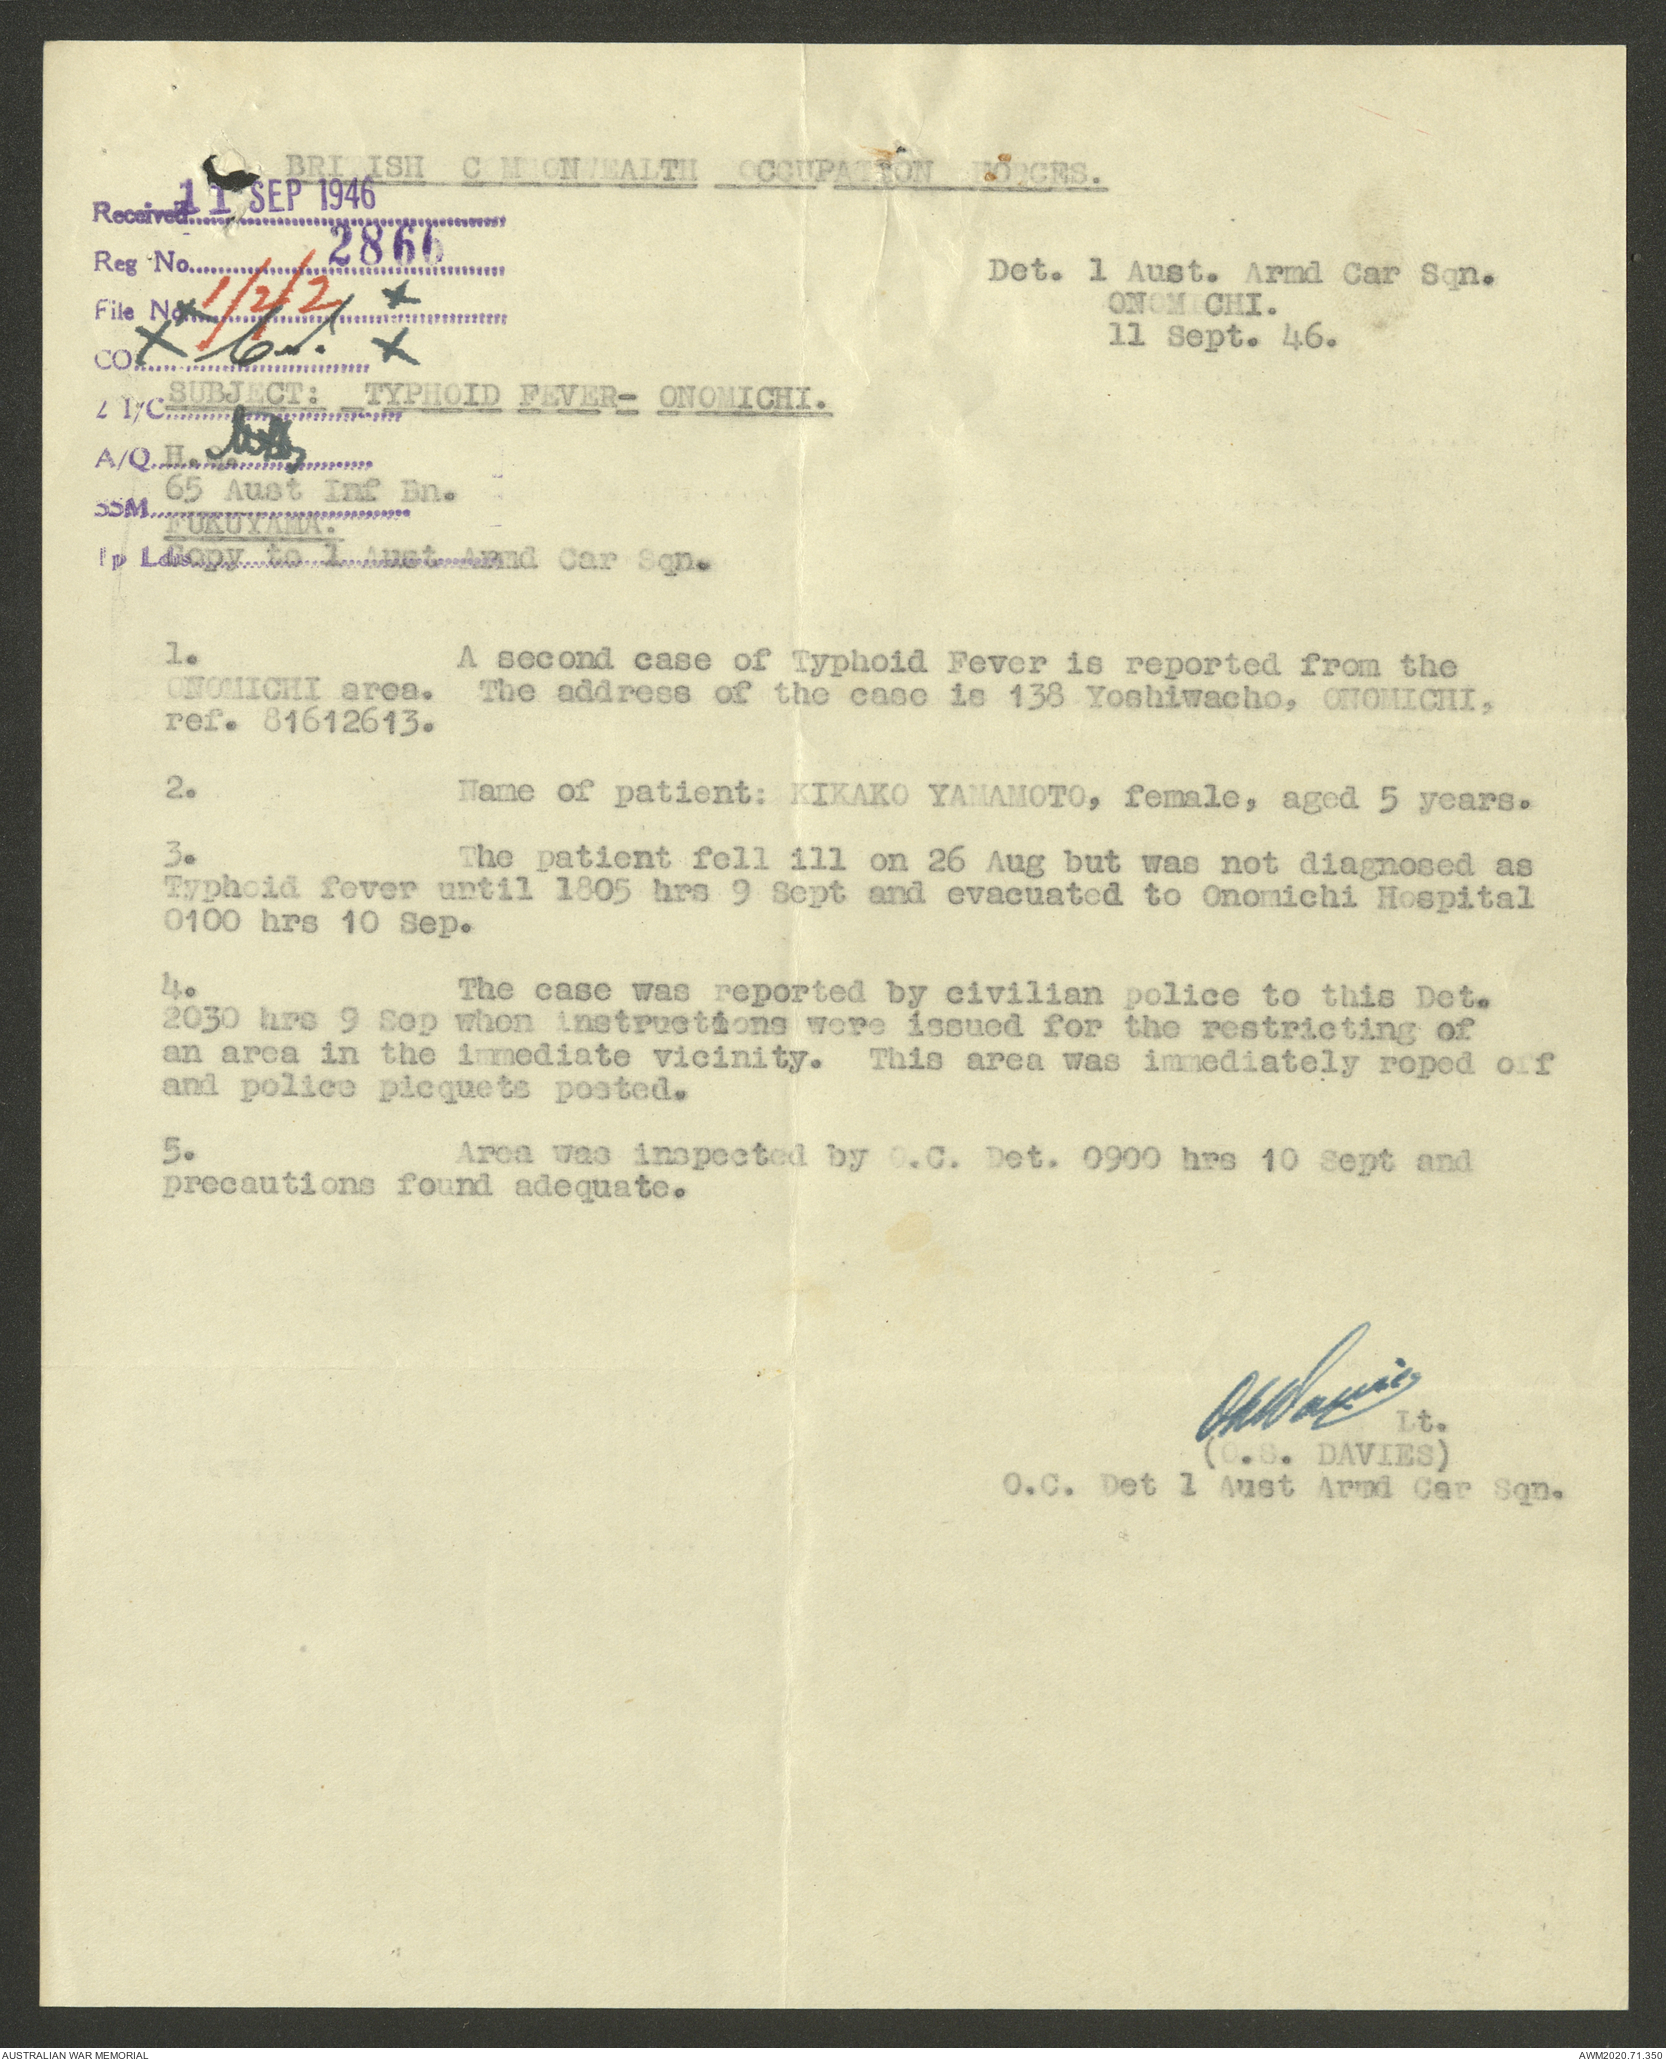 BRITISH COMMONWEALTH OCCUPATION FORCES.
Received 11 SEP 1946
Reg No. 2866
File No. 1/2/2
CO
2 I/C
A/Q
SSM
Tp Ldrs
Det. 1 Aust. Armd Car Sqn.
ONOMICHI.
11 Sept. 46.
SUBJECT: TYPHOID FEVER- ONOMICHI.
H.Q.
65 Aust Inf Bn.
FUKUYAMA.
Copy to 1 Aust Armd Car Sqn.
1. A second case of Typhoid Fever is reported from the
ONOMICHI area. The address of the case is 138 Yoshiwacho, ONOMICHI,
ref. 81612613.
2. Name of patient: KIKAKO YAMAMOTO, female, aged 5 years.
3. The patient fell ill on 26 Aug but was not diagnosed as
Typhoid fever until 1805 hrs 9 Sept and evacuated to Onomichi Hospital
0100 hrs 10 Sep.
4. The case was reported by civilian police to this Det.
2030 hrs 9 Sep when instructions were issued for the restricting of
an area in the immediate vicinity. This area was immediately roped off
and police picquets posted.
5. Area was inspected by O.C. Det. 0900 hrs 10 Sept and
precautions found adequate.
OSDavies
Lt.
(O.S. DAVIES)
O.C. Det 1 Aust Armd Car Sqn.
AUSTRALIAN WAR MEMORIAL
AWM2020.71.350